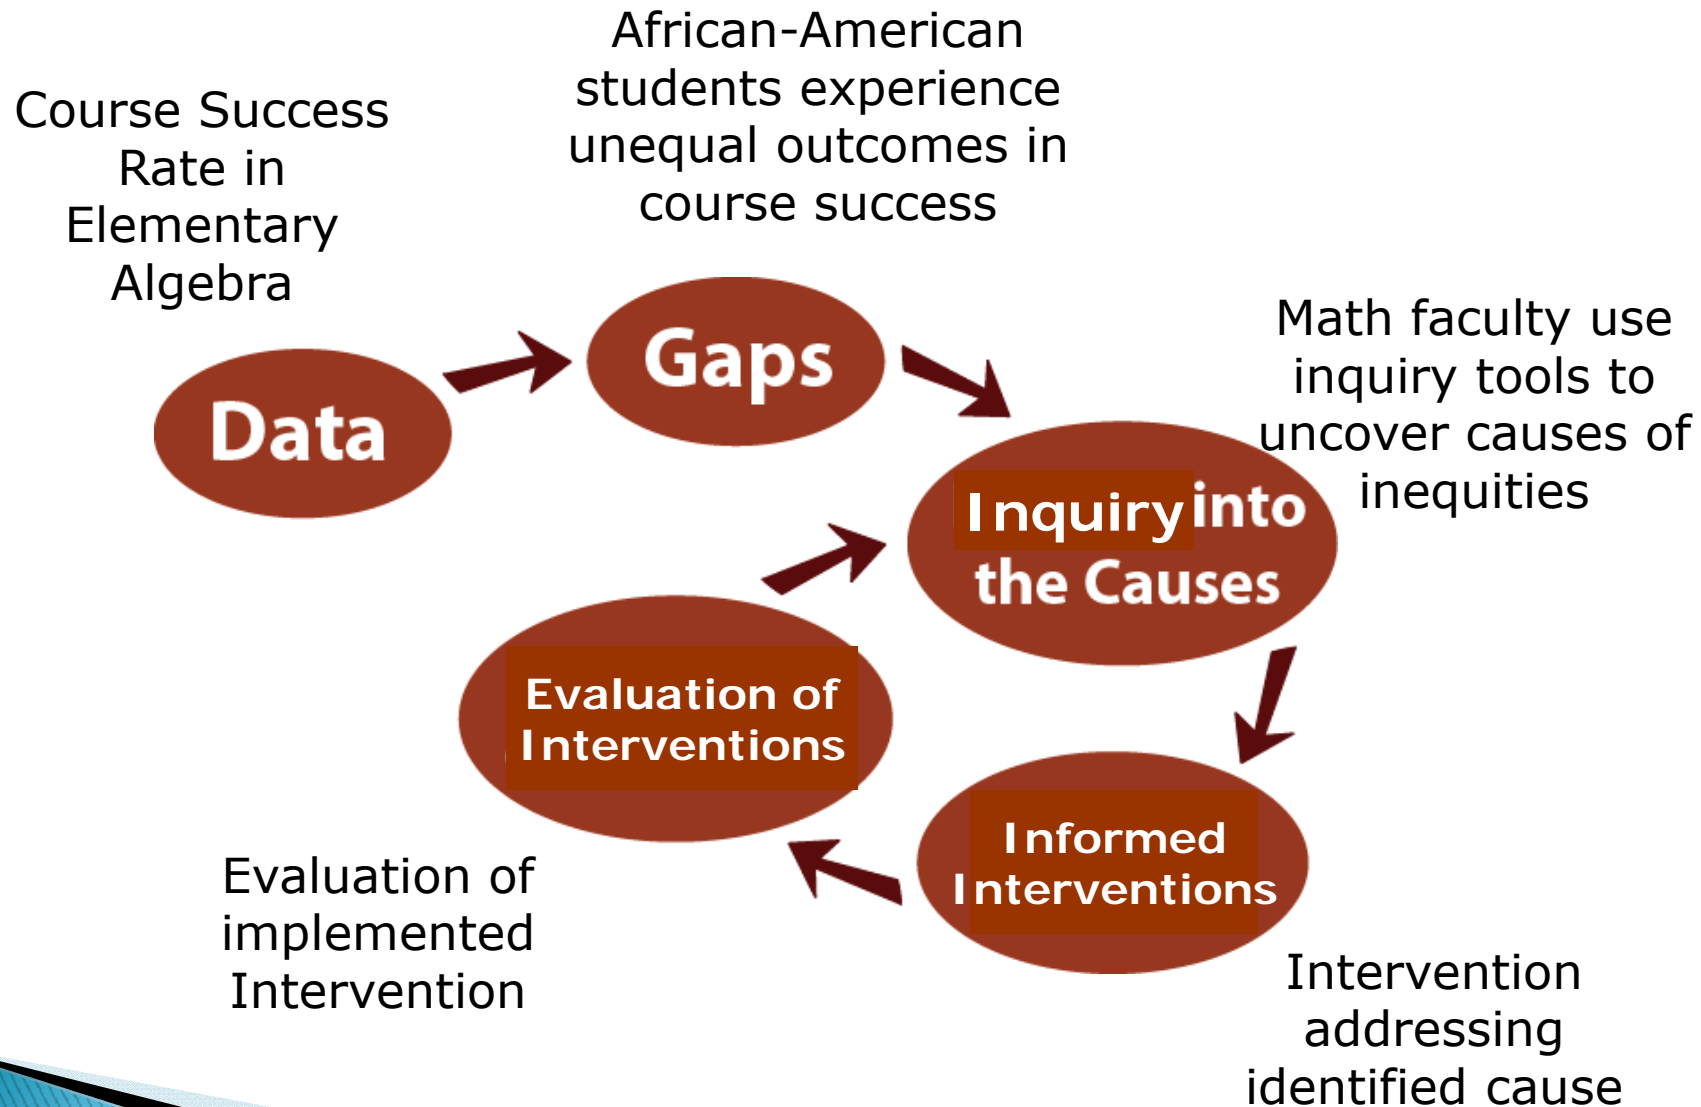 Course Success
Rate in
Elementary
Algebra
African-American
students experience
unequal outcomes in
course success
Data
Gaps
Math faculty use
inquiry tools to
uncover causes of
inequities
Inquiry into
the Causes
Evaluation of
Interventions
Informed
Interventions
Evaluation of
implemented
Intervention
Intervention
addressing
identified cause